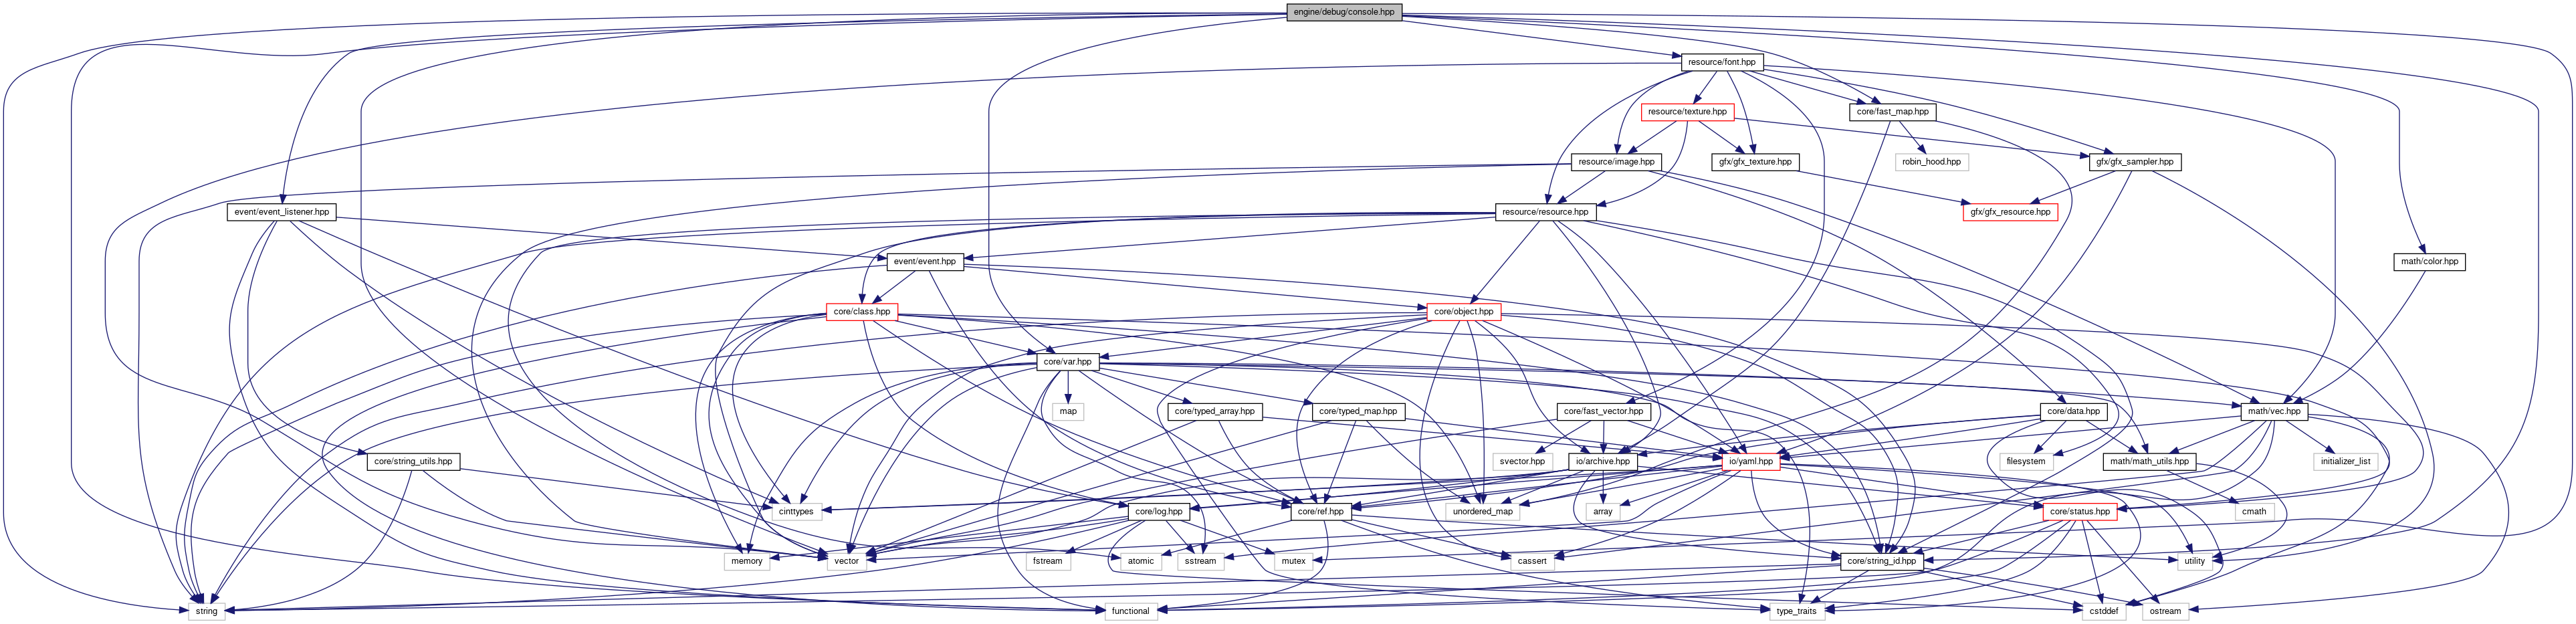 engine/debug/console.hpp
resource/font.hpp
resource/texture.hpp
core/fast_map.hpp
resource/image.hpp
gfx/gfx_texture.hpp
robin_hood.hpp
gfx/gfx_sampler.hpp
event/event_listener.hpp
resource/resource.hpp
gfx/gfx_resource.hpp
event/event.hpp
math/color.hpp
core/class.hpp
core/object.hpp
core/var.hpp
map
core/typed_array.hpp
core/typed_map.hpp
core/fast_vector.hpp
core/data.hpp
math/vec.hpp
core/string_utils.hpp
svector.hpp
io/archive.hpp
io/yaml.hpp
filesystem
math/math_utils.hpp
initializer_list
cinttypes
core/log.hpp
core/ref.hpp
unordered_map
array
core/status.hpp
cmath
memory
vector
fstream
atomic
sstream
mutex
cassert
core/string_id.hpp
utility
string
functional
type_traits
cstddef
ostream